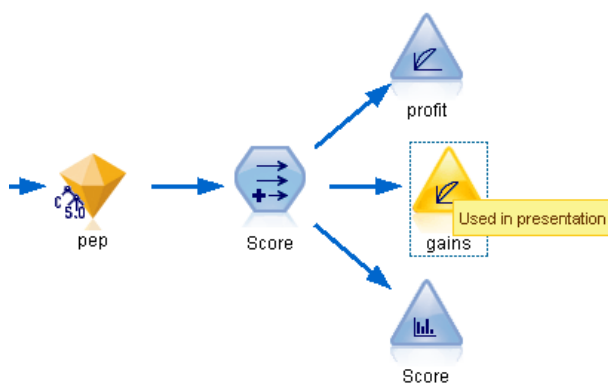 profit
C
5.0
pep
Score
Used in presentation
gains
Score